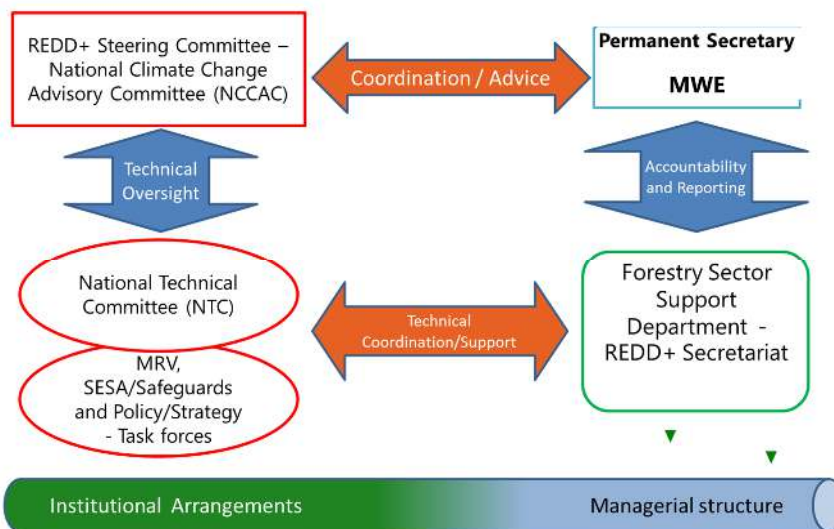 REDD+ Steering Committee –
National Climate Change
Advisory Committee (NCCAC)
Coordination / Advice
Permanent Secretary
MWE
Technical
Oversight
Accountability
and Reporting
National Technical
Committee (NTC)
Technical
Coordination/Support
Forestry Sector
Support
Department -
REDD+ Secretariat
MRV,
SESA/Safeguards
and Policy/Strategy
- Task forces
Institutional Arrangements
Managerial structure